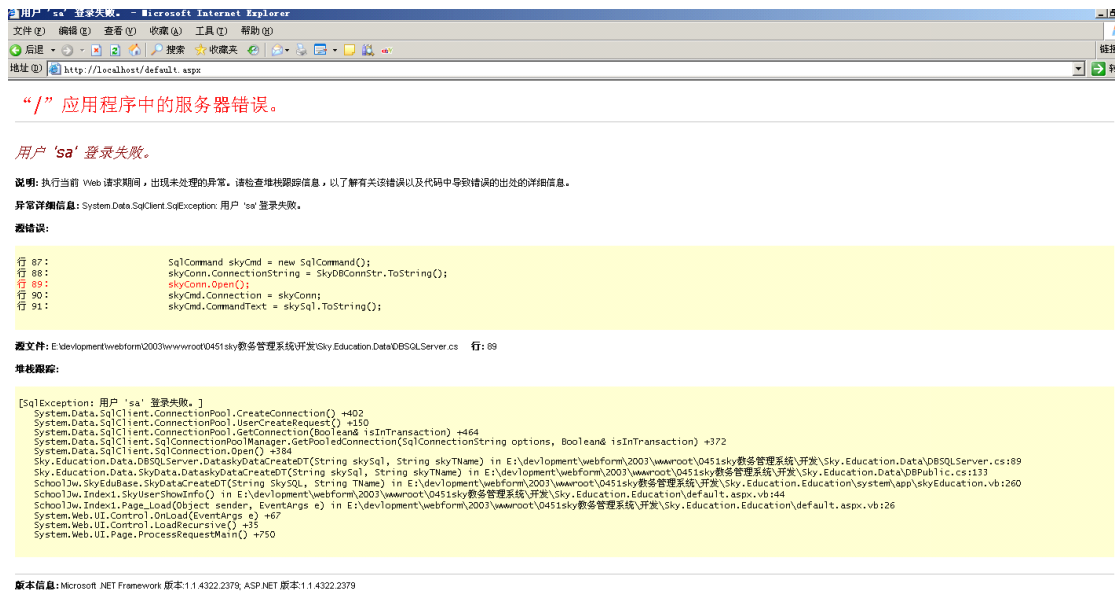 用户 'sa' 登录失败。 - Microsoft Internet Explorer
文件(F) 编辑(E) 查看(V) 收藏(A) 工具(T) 帮助(H)
后退 搜索 收藏夹 链接
地址(D) http://localhost/default.aspx
“/”应用程序中的服务器错误。
用户 'sa' 登录失败。
说明: 执行当前 Web 请求期间，出现未处理的异常。请检查堆栈跟踪信息，以了解有关该错误以及代码中导致错误的出处的详细信息。
异常详细信息: System.Data.SqlClient.SqlException: 用户 'sa' 登录失败。
源错误:
行 87: SqlCommand skyCmd = new SqlCommand();
行 88: skyConn.ConnectionString = SkyDBConnStr.ToString();
行 89: skyConn.Open();
行 90: skyCmd.Connection = skyConn;
行 91: skyCmd.CommandText = skySql.ToString();
源文件: E:\devlopment\webform\2003\wwwroot\0451sky教务管理系统\开发\Sky.Education.Data\DBSQLServer.cs 行: 89
堆栈跟踪:
[SqlException: 用户 'sa' 登录失败。]
System.Data.SqlClient.ConnectionPool.CreateConnection() +402
System.Data.SqlClient.ConnectionPool.UserCreateRequest() +150
System.Data.SqlClient.ConnectionPool.GetConnection(Boolean& isInTransaction) +464
System.Data.SqlClient.SqlConnectionPoolManager.GetPooledConnection(SqlConnectionString options, Boolean& isInTransaction) +372
System.Data.SqlClient.SqlConnection.Open() +384
Sky.Education.Data.DBSQLServer.DataskyDataCreateDT(String skySql, String skyTName) in E:\devlopment\webform\2003\wwwroot\0451sky教务管理系统\开发\Sky.Education.Data\DBSQLServer.cs:89
Sky.Education.Data.SkyData.DataskyDataCreateDT(String skySql, String skyTName) in E:\devlopment\webform\2003\wwwroot\0451sky教务管理系统\开发\Sky.Education.Data\DBPublic.cs:133
SchoolJw.SkyEduBase.SkyDataCreateDT(String SkySQL, String TName) in E:\devlopment\webform\2003\wwwroot\0451sky教务管理系统\开发\Sky.Education.Education\system\app\skyEducation.vb:260
SchoolJw.Index1.SkyUserShowInfo() in E:\devlopment\webform\2003\wwwroot\0451sky教务管理系统\开发\Sky.Education.Education\default.aspx.vb:44
SchoolJw.Index1.Page_Load(Object sender, EventArgs e) in E:\devlopment\webform\2003\wwwroot\0451sky教务管理系统\开发\Sky.Education.Education\default.aspx.vb:26
System.Web.UI.Control.OnLoad(EventArgs e) +67
System.Web.UI.Control.LoadRecursive() +35
System.Web.UI.Page.ProcessRequestMain() +750
版本信息: Microsoft .NET Framework 版本:1.1.4322.2379; ASP.NET 版本:1.1.4322.2379